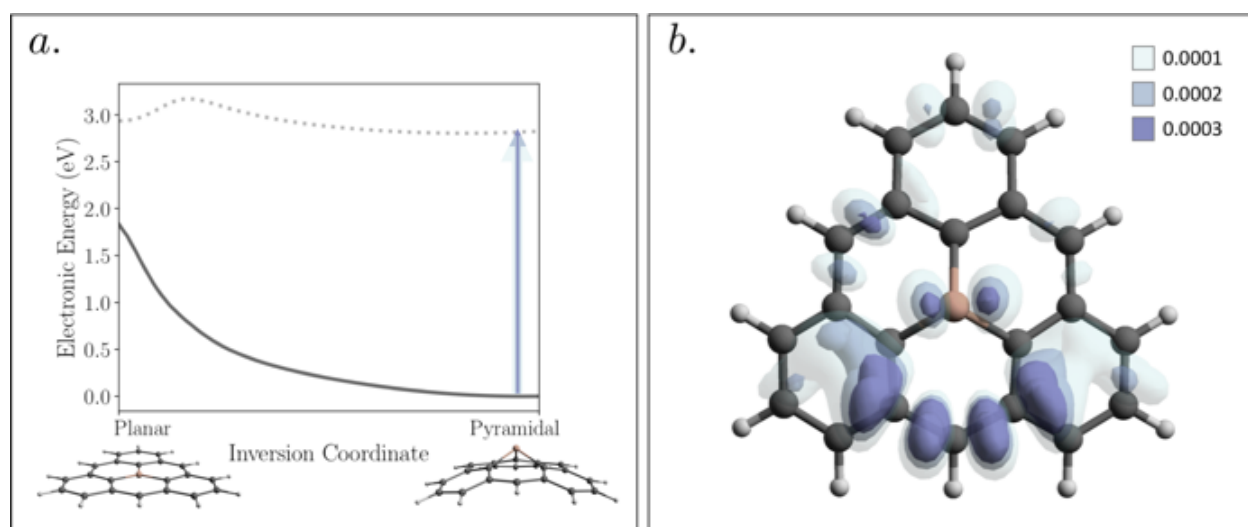 a.
Electronic Energy (eV)
3.0
2.5
2.0
1.5
1.0
0.5
0.0
Planar
Pyramidal
Inversion Coordinate
b.
0.0001
0.0002
0.0003